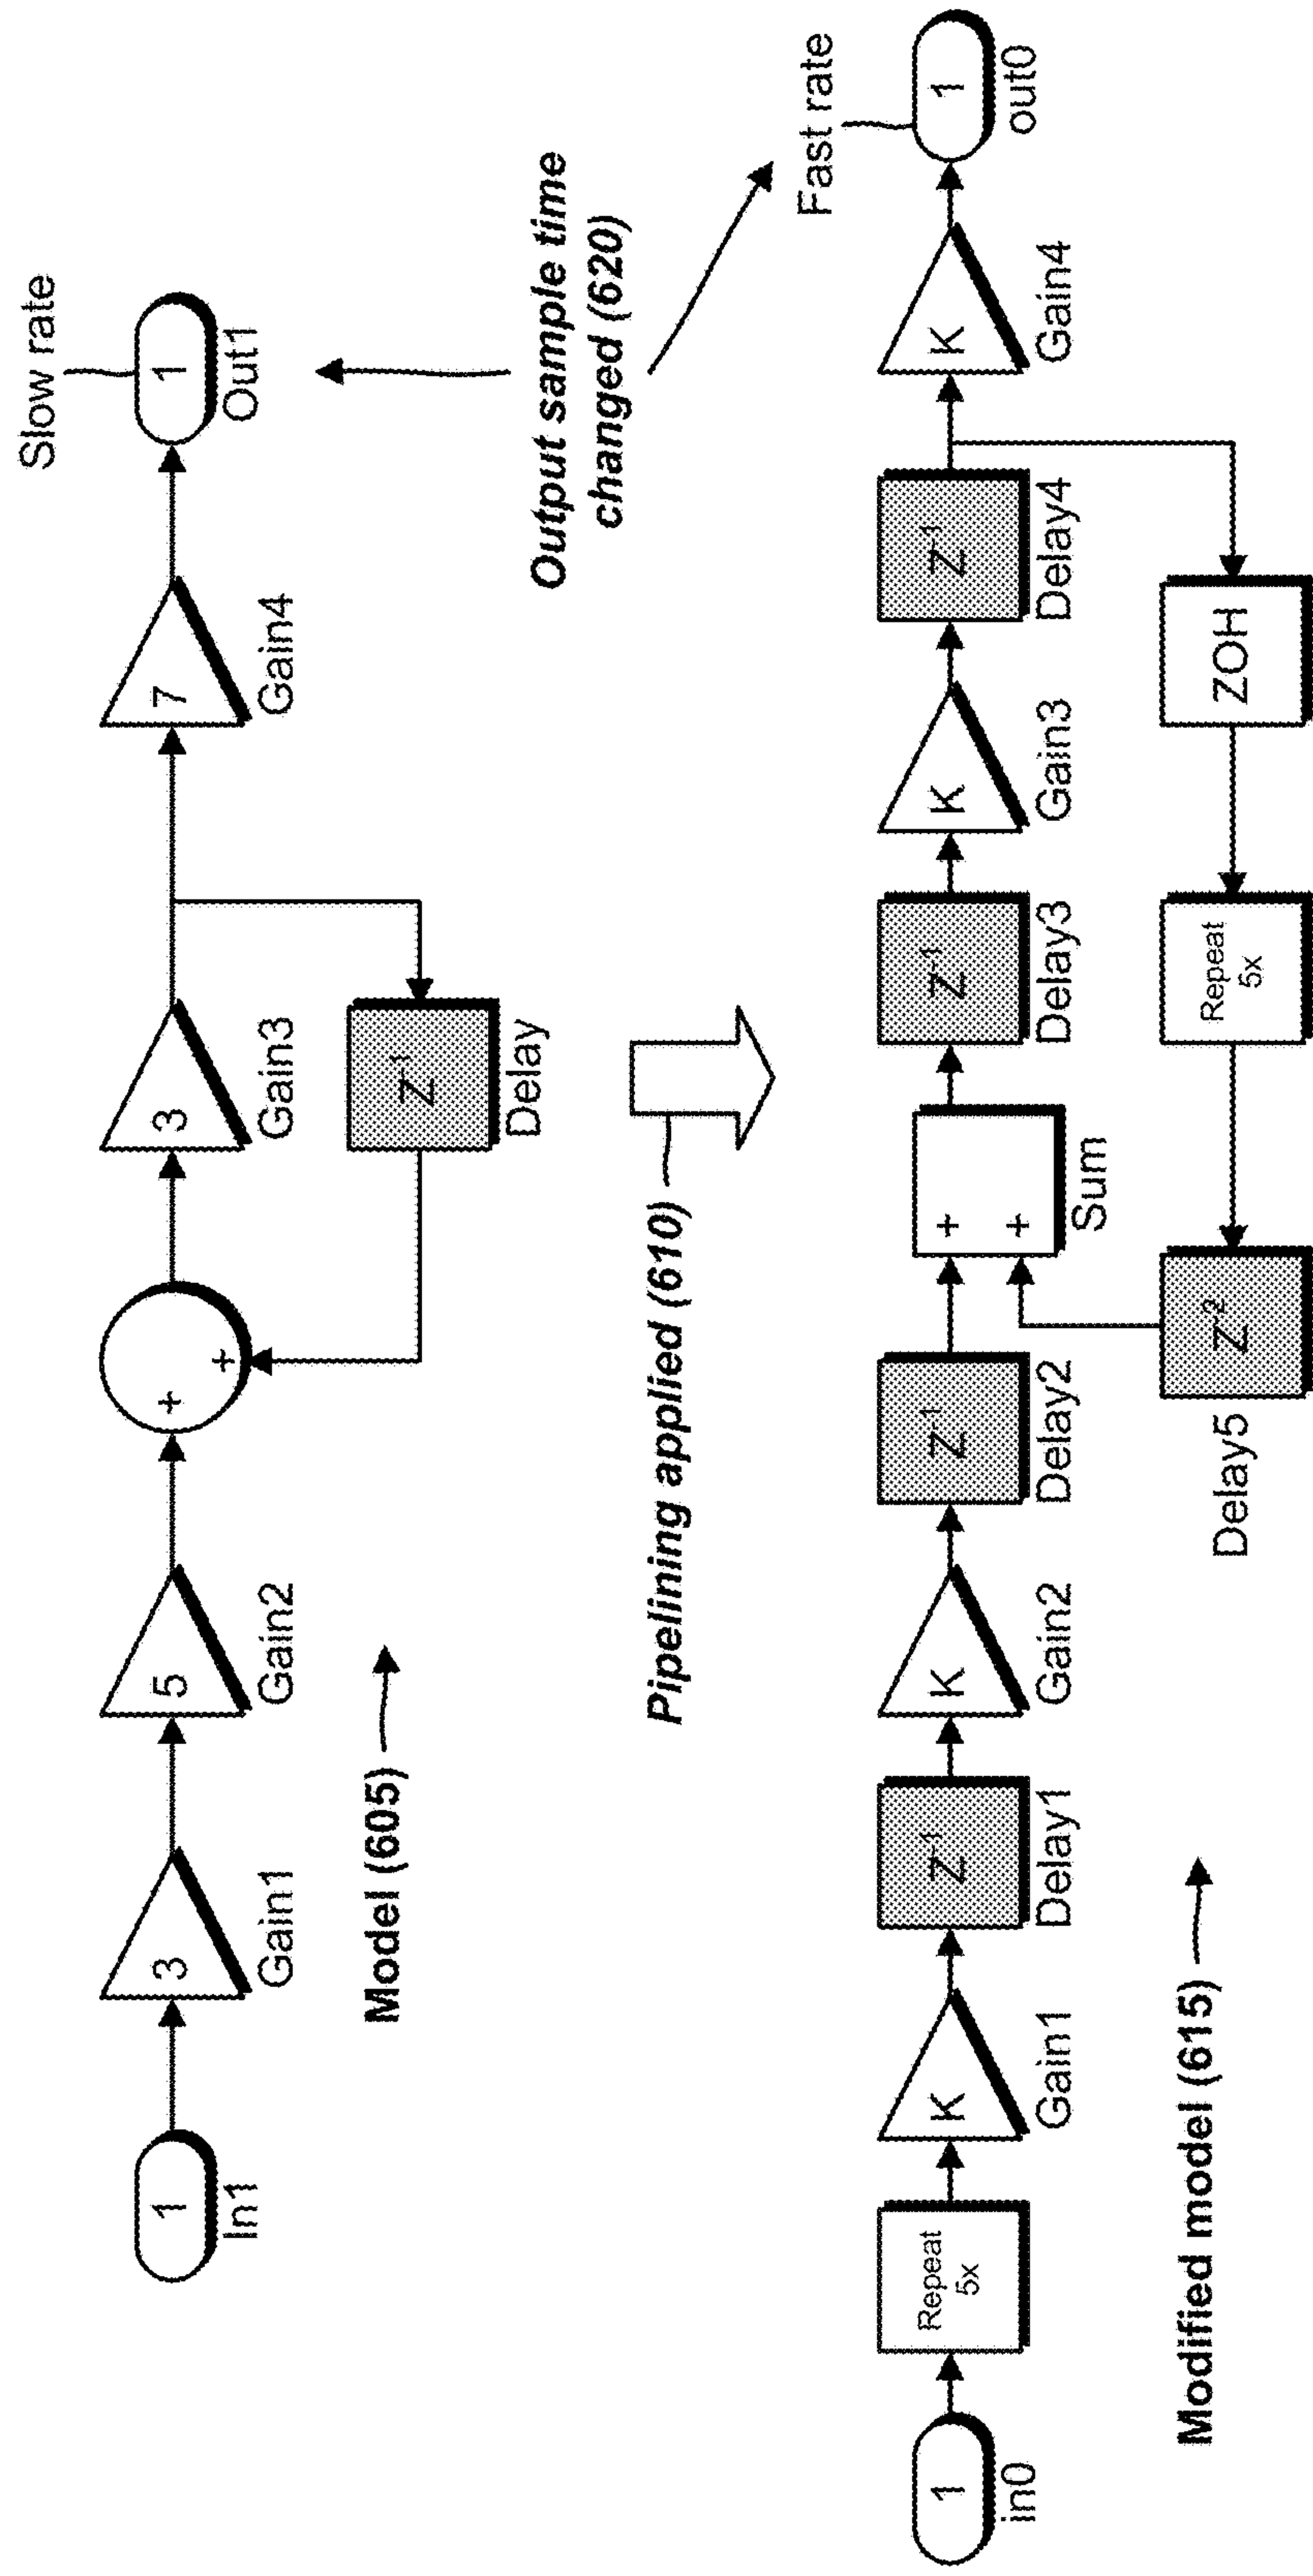 Slow rate
1
In1
3
Gain1
5
Gain2
+
+
3
Gain3
7
Gain4
1
Out1
Z-1
Delay
Model (605)
Output sample time
changed (620)
Pipelining applied (610)
Fast rate
1
in0
Repeat
5x
K
Gain1
Z-1
Delay1
K
Gain2
Z-1
Delay2
+
+
Sum
Z-1
Delay3
K
Gain3
Z-1
Delay4
K
Gain4
1
out0
Delay5
Z-2
Repeat
5x
ZOH
Modified model (615)